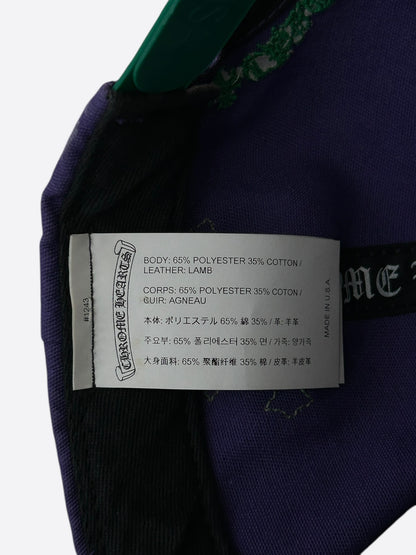 BODY: 65% POLYESTER 35% COTTON /
LEATHER: LAMB
CORPS: 65% POLYESTER 35% COTON /
CUIR: AGNEAU
本体: ポリエステル 65% 綿 35% / 革: 羊革
주요부: 65% 폴리에스터 35% 면 / 가죽: 양가죽
大身面料: 65% 聚酯纤维 35% 棉 / 皮革: 羊皮革
CHROME HEARTS
#1243
MADE IN U.S.A.
ME HE